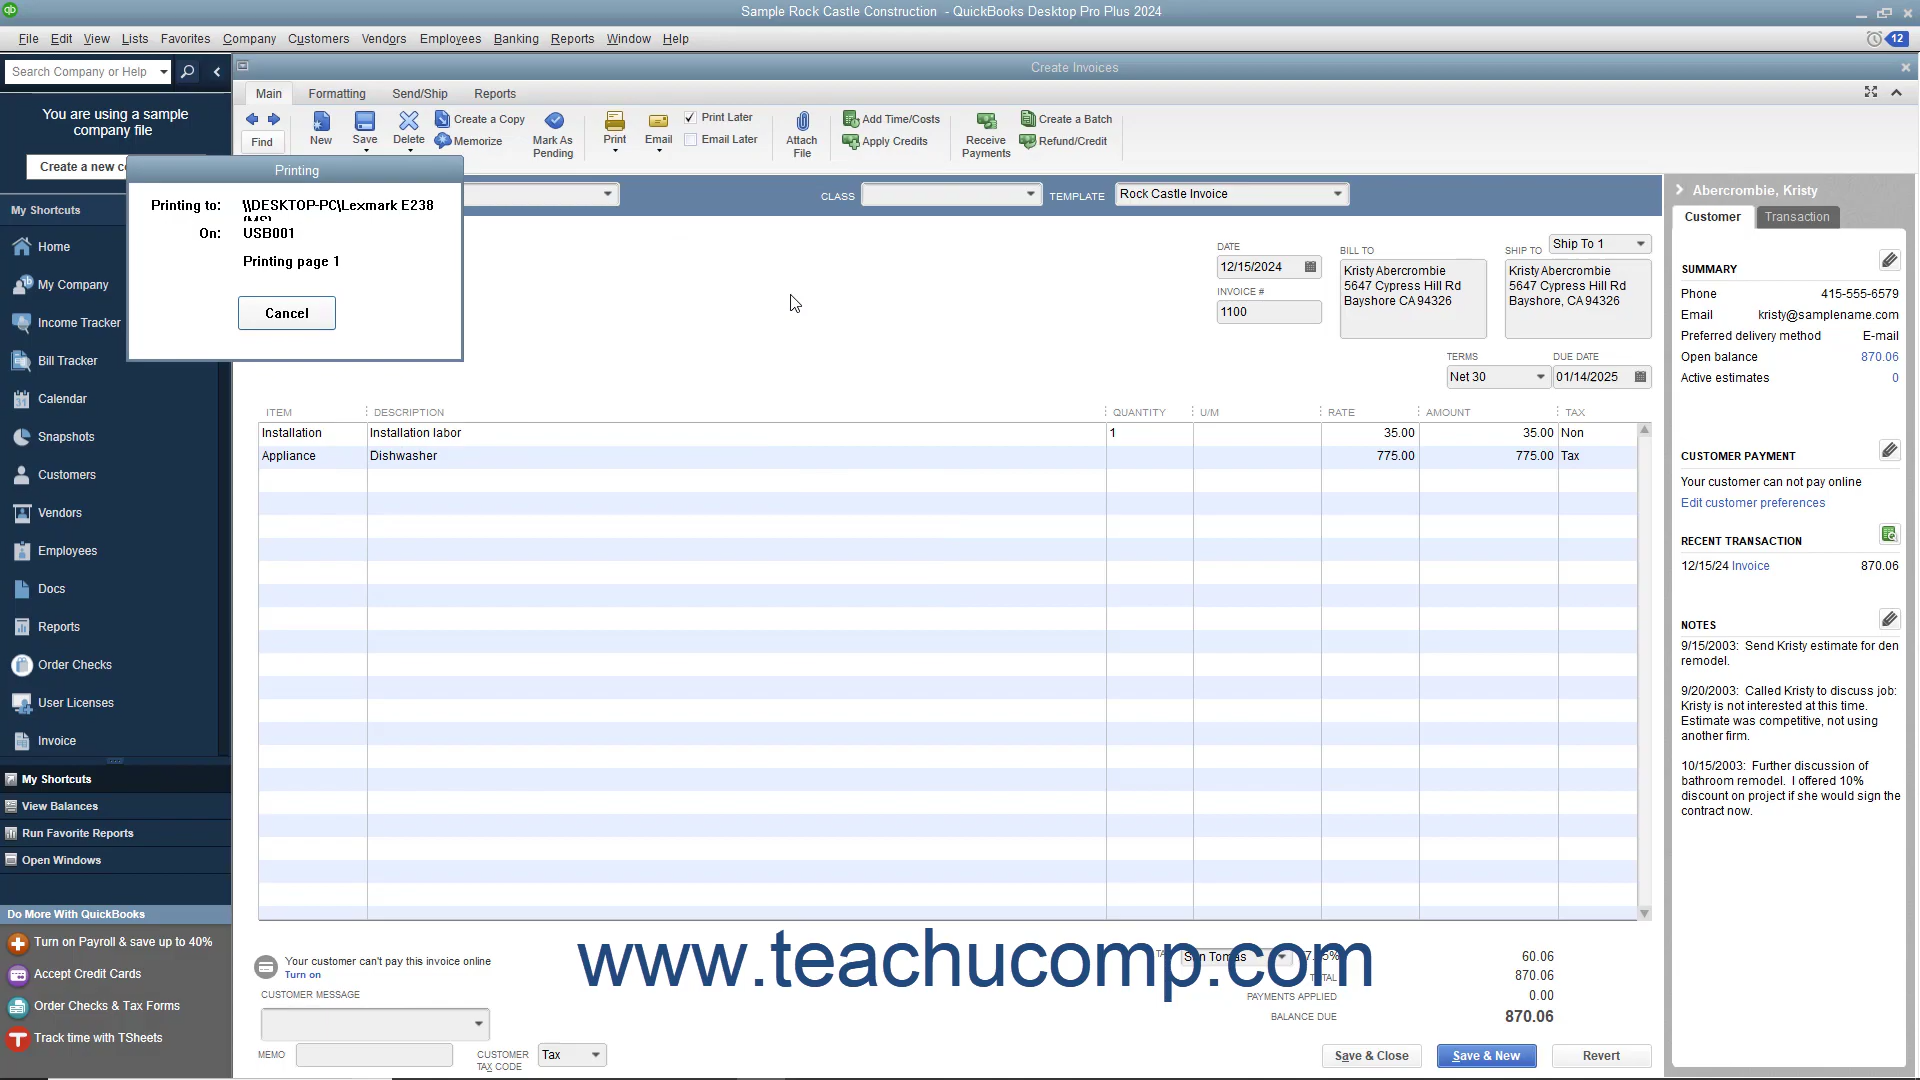 Sample Rock Castle Construction - QuickBooks Desktop Pro Plus 2024
File Edit View Lists Favorites Company Customers Vendors Employees Banking Reports Window Help
12
Search Company or Help
Create Invoices
You are using a sample
company file
Create a new co
Main Formatting Send/Ship Reports
Find
New
Save
Delete
Create a Copy
Memorize
Mark As
Pending
Print
Email
Print Later
Email Later
Attach
File
Add Time/Costs
Apply Credits
Receive
Payments
Create a Batch
Refund/Credit
Printing
Printing to: \\DESKTOP-PC\Lexmark E238
(MS)
On: USB001
Printing page 1
Cancel
CLASS
TEMPLATE Rock Castle Invoice
My Shortcuts
Home
My Company
Income Tracker
Bill Tracker
Calendar
Snapshots
Customers
Vendors
Employees
Docs
Reports
Order Checks
User Licenses
Invoice
My Shortcuts
View Balances
Run Favorite Reports
Open Windows
Do More With QuickBooks
Turn on Payroll & save up to 40%
Accept Credit Cards
Order Checks & Tax Forms
Track time with TSheets
DATE
12/15/2024
INVOICE #
1100
BILL TO
Kristy Abercrombie
5647 Cypress Hill Rd
Bayshore CA 94326
SHIP TO Ship To 1
Kristy Abercrombie
5647 Cypress Hill Rd
Bayshore, CA 94326
TERMS
Net 30
DUE DATE
01/14/2025
ITEM DESCRIPTION QUANTITY U/M RATE AMOUNT TAX
Installation Installation labor 1 35.00 35.00 Non
Appliance Dishwasher 775.00 775.00 Tax
Your customer can't pay this invoice online
Turn on
CUSTOMER MESSAGE
MEMO
CUSTOMER
TAX CODE
Tax
www.teachucomp.com
San Tomas 60.06
TOTAL 870.06
PAYMENTS APPLIED 0.00
BALANCE DUE 870.06
Save & Close Save & New Revert
Abercrombie, Kristy
Customer Transaction
SUMMARY
Phone 415-555-6579
Email kristy@samplename.com
Preferred delivery method E-mail
Open balance 870.06
Active estimates 0
CUSTOMER PAYMENT
Your customer can not pay online
Edit customer preferences
RECENT TRANSACTION
12/15/24 Invoice 870.06
NOTES
9/15/2003: Send Kristy estimate for den
remodel.
9/20/2003: Called Kristy to discuss job:
Kristy is not interested at this time.
Estimate was competitive, not using
another firm.
10/15/2003: Further discussion of
bathroom remodel. I offered 10%
discount on project if she would sign the
contract now.